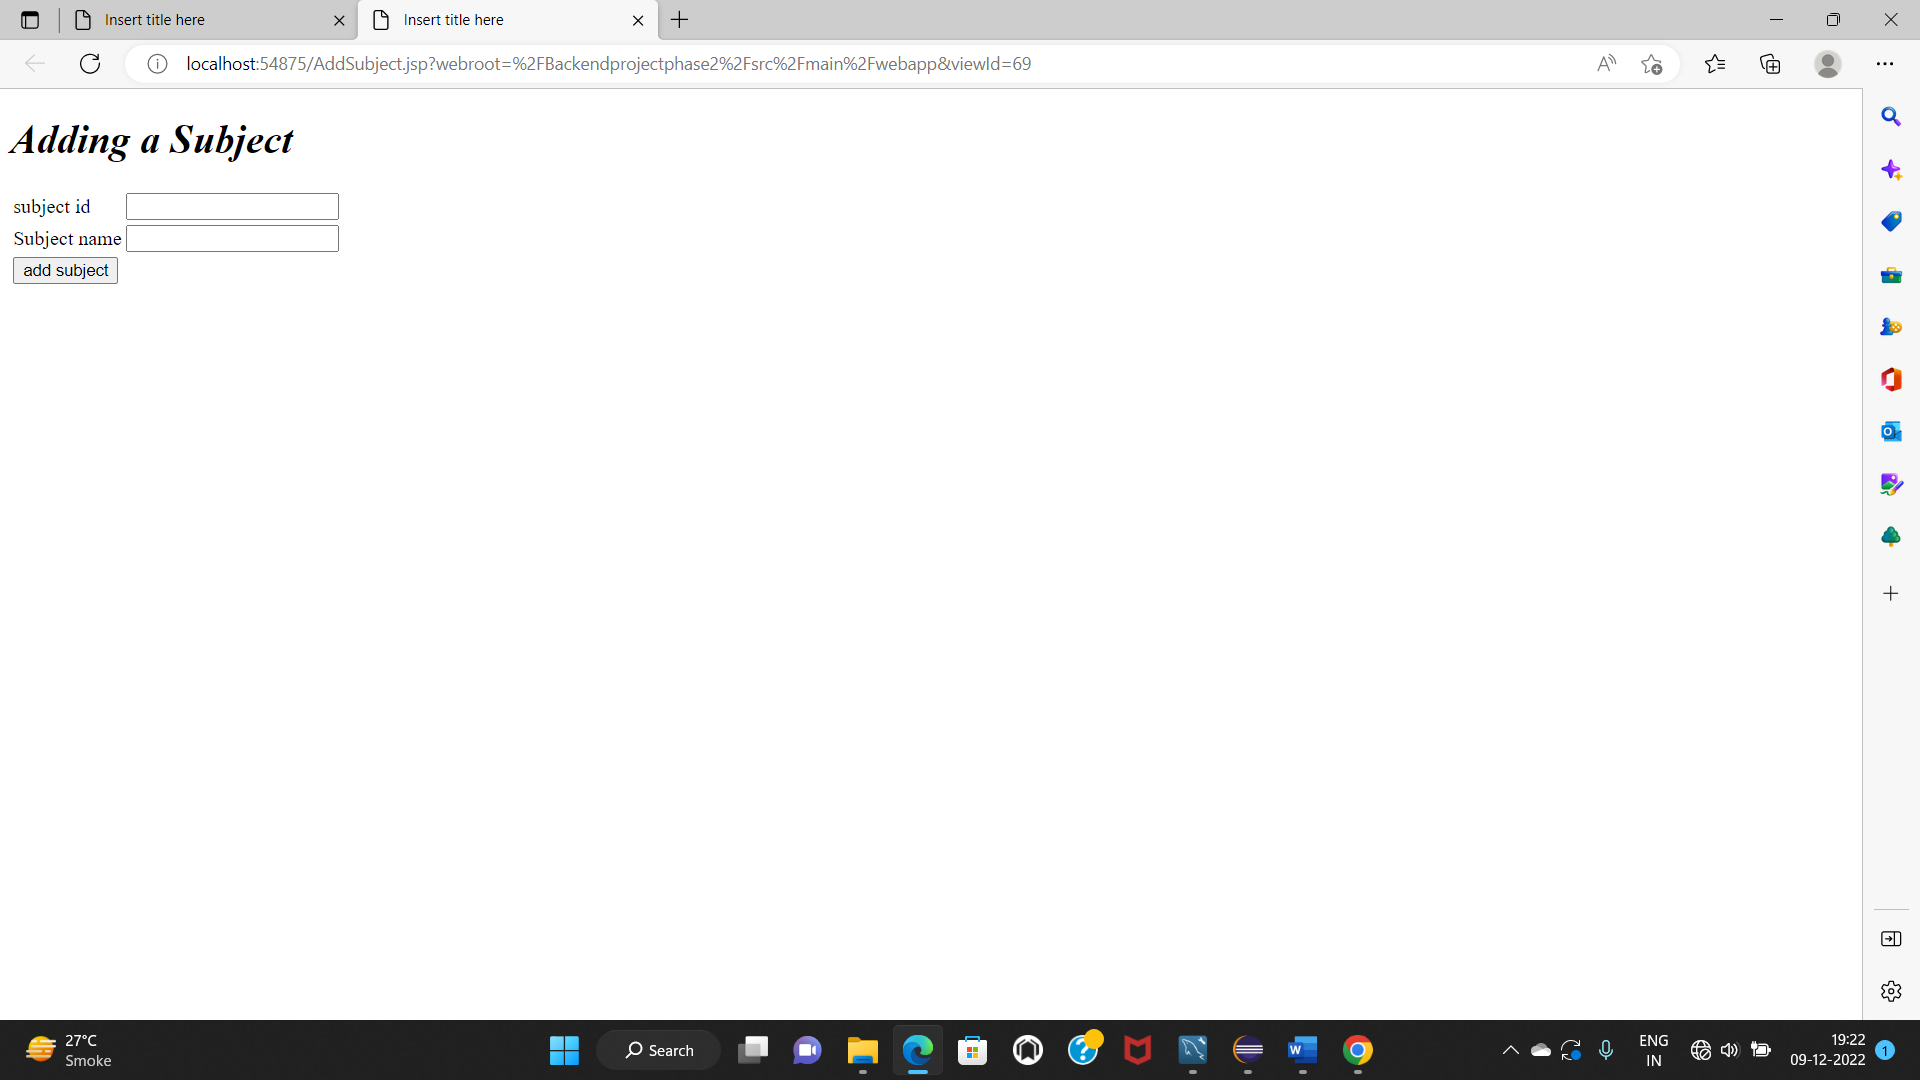 Insert title here
Insert title here
localhost:54875/AddSubject.jsp?webroot=%2FBackendprojectphase2%2Fsrc%2Fmain%2Fwebapp&viewId=69
Adding a Subject
subject id
Subject name
add subject
27°C
Smoke
Search
ENG
IN
19:22
09-12-2022
1